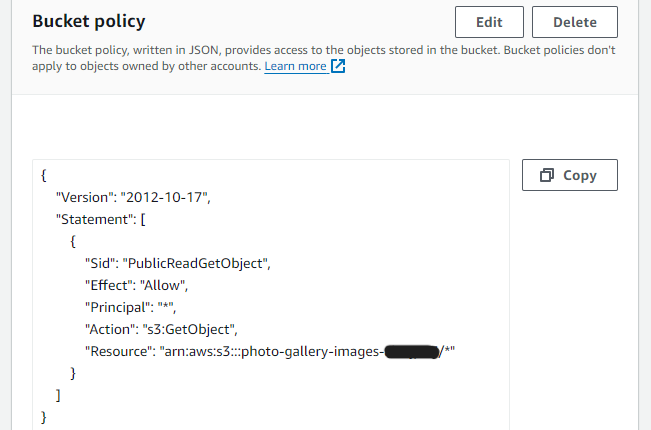 Bucket policy
Edit
Delete
The bucket policy, written in JSON, provides access to the objects stored in the bucket. Bucket policies don't
apply to objects owned by other accounts. Learn more
Copy
{
"Version": "2012-10-17",
"Statement": [
{
"Sid": "PublicReadGetObject",
"Effect": "Allow",
"Principal": "*",
"Action": "s3:GetObject",
"Resource": "arn:aws:s3:::photo-gallery-images-/*"
}
]
}